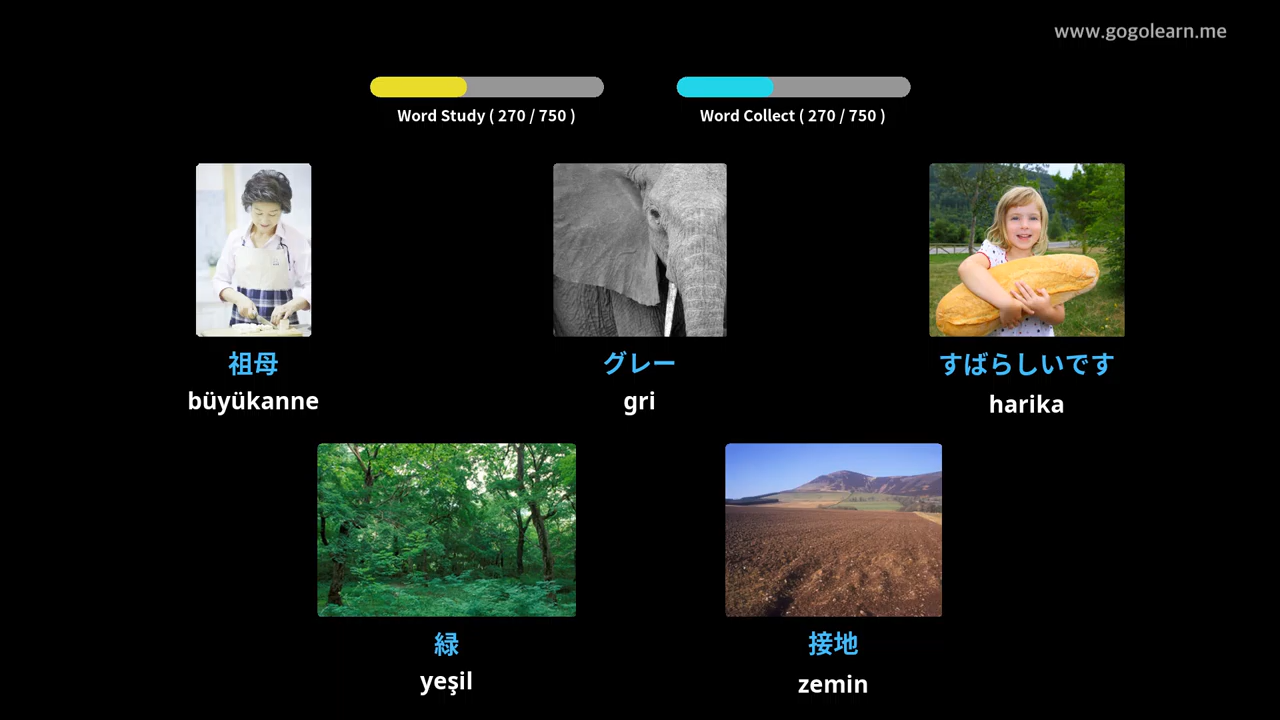 www.gogolearn.me
Word Study ( 270 / 750 )
Word Collect ( 270 / 750 )
祖母
büyükanne
グレー
gri
すばらしいです
harika
緑
yeşil
接地
zemin